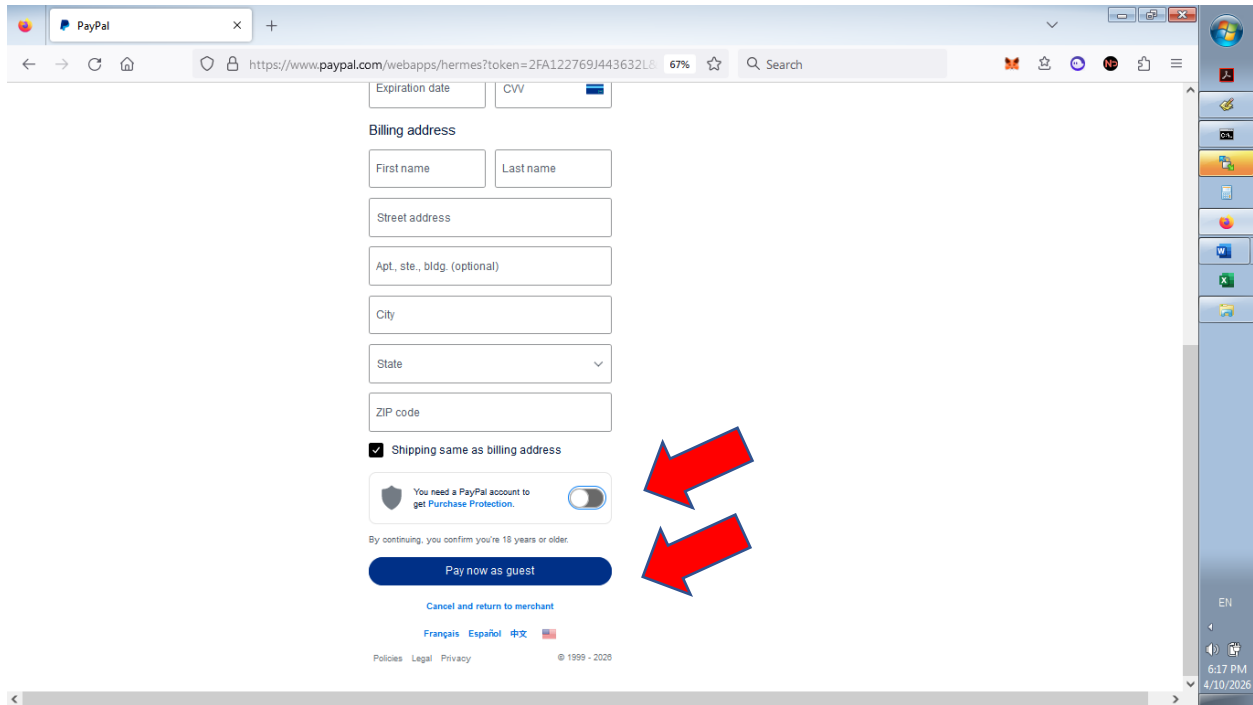 PayPal
https://www.paypal.com/webapps/hermes?token=2FA122769J443632L8
67%
Search
Expiration date
CVV
Billing address
First name
Last name
Street address
Apt., ste., bldg. (optional)
City
State
ZIP code
Shipping same as billing address
You need a PayPal account to
get Purchase Protection.
By continuing, you confirm you're 18 years or older.
Pay now as guest
Cancel and return to merchant
Français Español 中文
Policies Legal Privacy © 1999 - 2026
EN
6:17 PM
4/10/2026